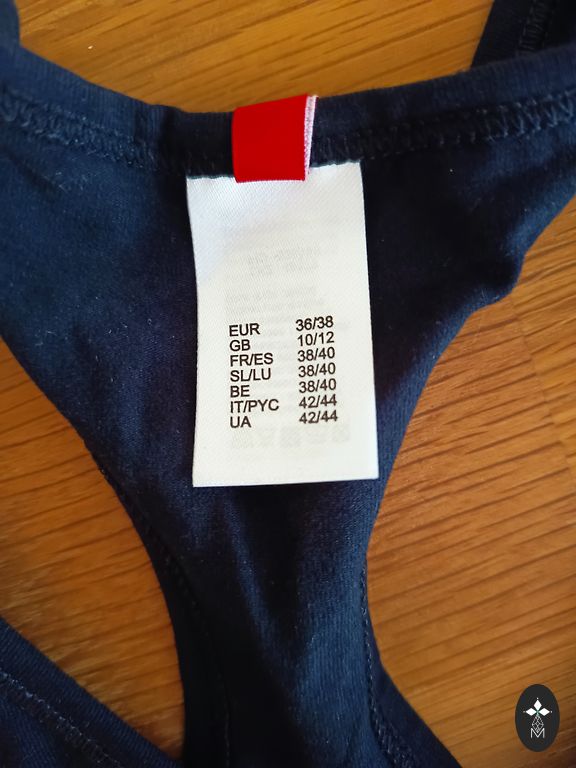 EUR 36/38
GB 10/12
FR/ES 38/40
SL/LU 38/40
BE 38/40
IT/PYC 42/44
UA 42/44
M